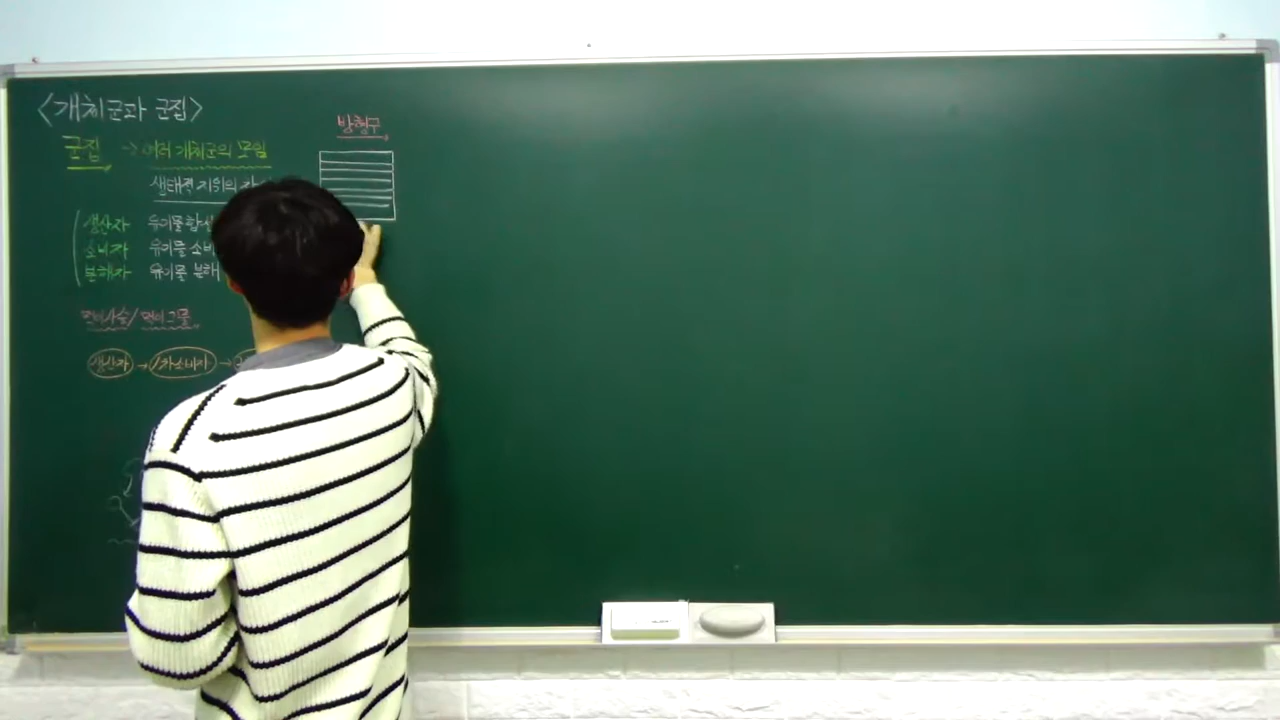 <개체군과 군집>
군집 → 여러 개체군의 모임
생태적 지위의
생산자 유기물 합성
소비자 유기물 소비
분해자 유기물 분해
먹이사슬/먹이그물
생산자 → 1차소비자 →
방형구